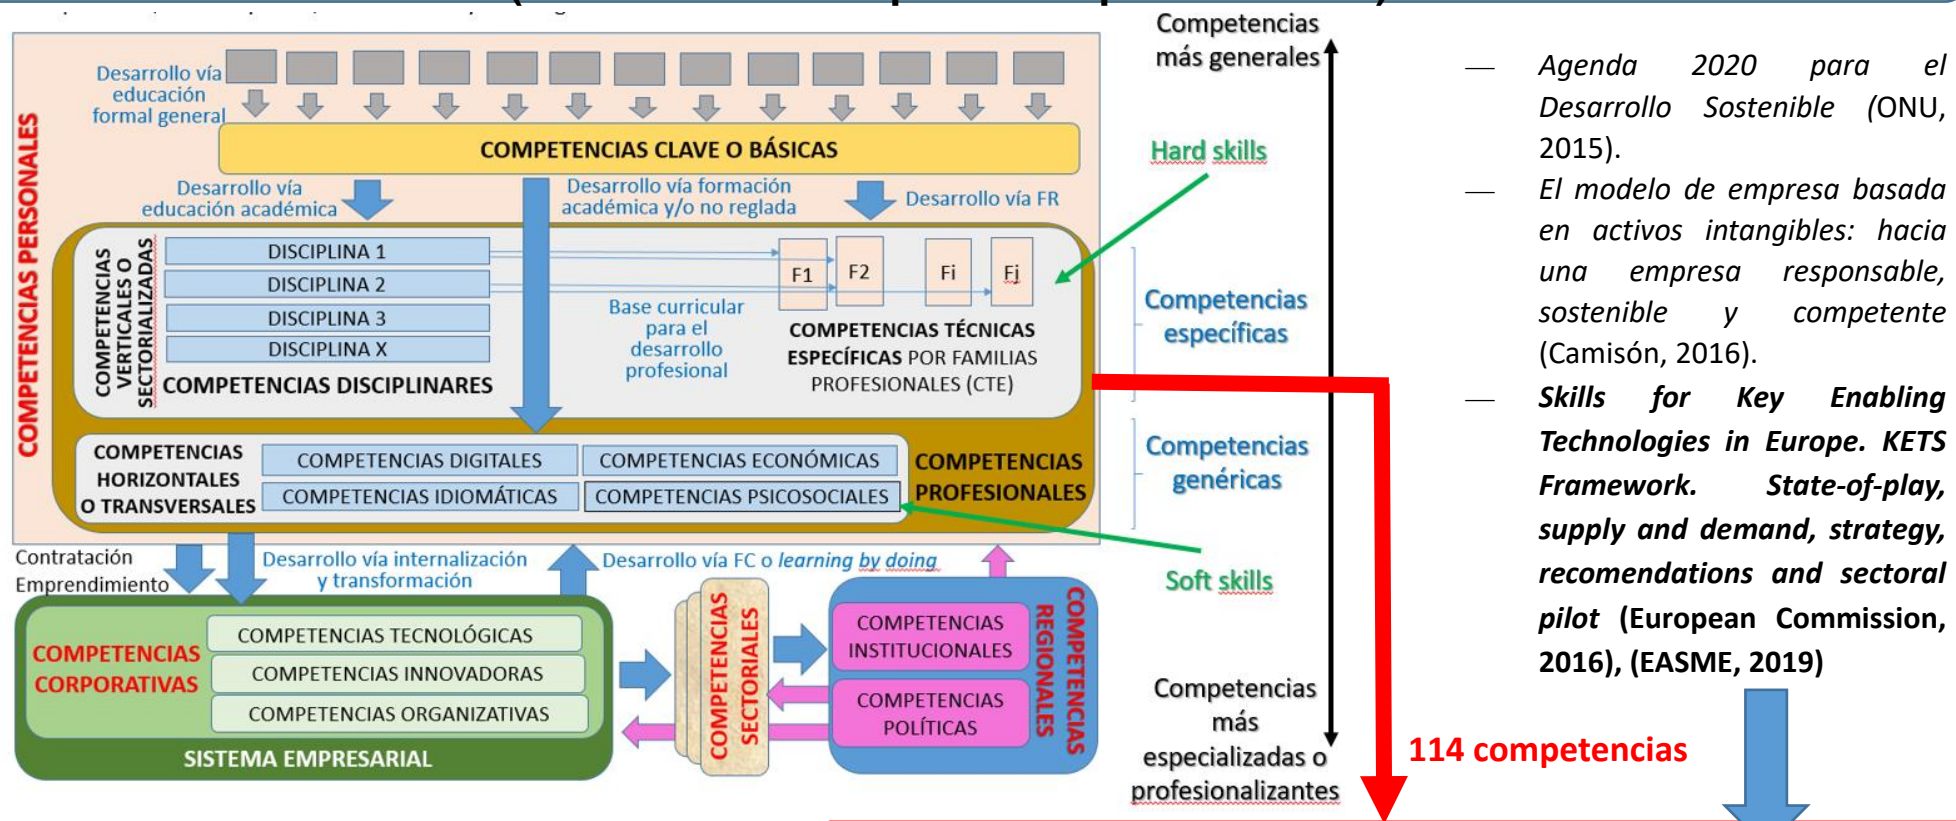 Competencias
más generales
Desarrollo vía
educación
formal general
COMPETENCIAS PERSONALES
COMPETENCIAS CLAVE O BÁSICAS
Hard skills
Desarrollo vía
educación académica
Desarrollo vía formación
académica y/o no reglada
Desarrollo vía FR
COMPETENCIAS
VERTICALES O
SECTORIALIZADAS
DISCIPLINA 1
DISCIPLINA 2
DISCIPLINA 3
DISCIPLINA X
COMPETENCIAS DISCIPLINARES
F1
F2
Fi
Fj
Base curricular
para el
desarrollo
profesional
COMPETENCIAS TÉCNICAS
ESPECÍFICAS POR FAMILIAS
PROFESIONALES (CTE)
Competencias
específicas
COMPETENCIAS
HORIZONTALES
O TRANSVERSALES
COMPETENCIAS DIGITALES
COMPETENCIAS ECONÓMICAS
COMPETENCIAS IDIOMÁTICAS
COMPETENCIAS PSICOSOCIALES
COMPETENCIAS
PROFESIONALES
Competencias
genéricas
Contratación
Emprendimiento
Desarrollo vía internalización
y transformación
Desarrollo vía FC o learning by doing
Soft skills
COMPETENCIAS
CORPORATIVAS
COMPETENCIAS TECNOLÓGICAS
COMPETENCIAS INNOVADORAS
COMPETENCIAS ORGANIZATIVAS
SISTEMA EMPRESARIAL
COMPETENCIAS
SECTORIALES
COMPETENCIAS
INSTITUCIONALES
COMPETENCIAS
POLÍTICAS
COMPETENCIAS
REGIONALES
Competencias
más
especializadas o
profesionalizantes
114 competencias
— Agenda 2020 para el
Desarrollo Sostenible (ONU,
2015).
— El modelo de empresa basada
en activos intangibles: hacia
una empresa responsable,
sostenible y competente
(Camisón, 2016).
— Skills for Key Enabling
Technologies in Europe. KETS
Framework. State-of-play,
supply and demand, strategy,
recomendations and sectoral
pilot (European Commission,
2016), (EASME, 2019)